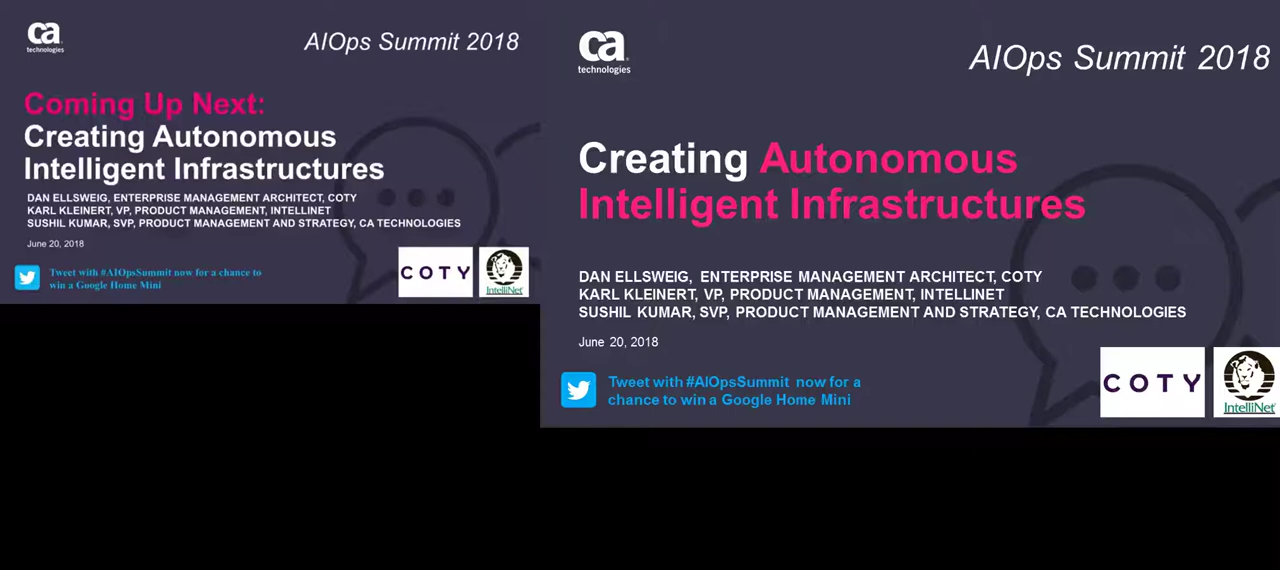 ca
technologies
AIOps Summit 2018
Coming Up Next:
Creating Autonomous
Intelligent Infrastructures
DAN ELLSWEIG, ENTERPRISE MANAGEMENT ARCHITECT, COTY
KARL KLEINERT, VP, PRODUCT MANAGEMENT, INTELLINET
SUSHIL KUMAR, SVP, PRODUCT MANAGEMENT AND STRATEGY, CA TECHNOLOGIES
June 20, 2018
Tweet with #AIOpsSummit now for a chance to
win a Google Home Mini
COTY
IntelliNet
ca
technologies
AIOps Summit 2018
Creating Autonomous
Intelligent Infrastructures
DAN ELLSWEIG, ENTERPRISE MANAGEMENT ARCHITECT, COTY
KARL KLEINERT, VP, PRODUCT MANAGEMENT, INTELLINET
SUSHIL KUMAR, SVP, PRODUCT MANAGEMENT AND STRATEGY, CA TECHNOLOGIES
June 20, 2018
Tweet with #AIOpsSummit now for a
chance to win a Google Home Mini
COTY
IntelliNet